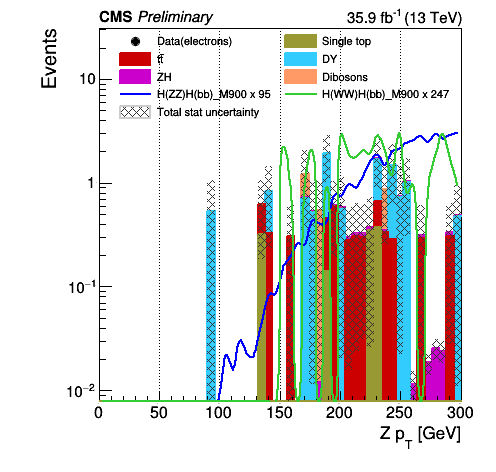 CMS Preliminary 35.9 fb⁻¹ (13 TeV)
Events
Data(electrons) Single top
tt̄ DY
ZH Dibosons
H(ZZ)H(bb)_M900 x 95 H(WW)H(bb)_M900 x 247
Total stat uncertainty
10
1
10⁻¹
10⁻²
0 50 100 150 200 250 300
Z p_T [GeV]